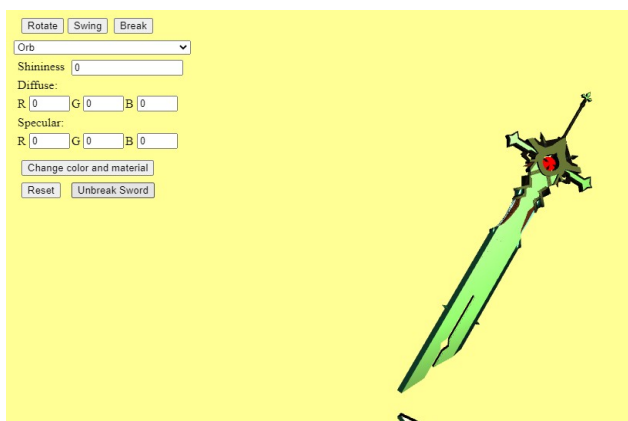 Rotate Swing Break
Orb
Shininess 0
Diffuse:
R 0 G 0 B 0
Specular:
R 0 G 0 B 0
Change color and material
Reset Unbreak Sword